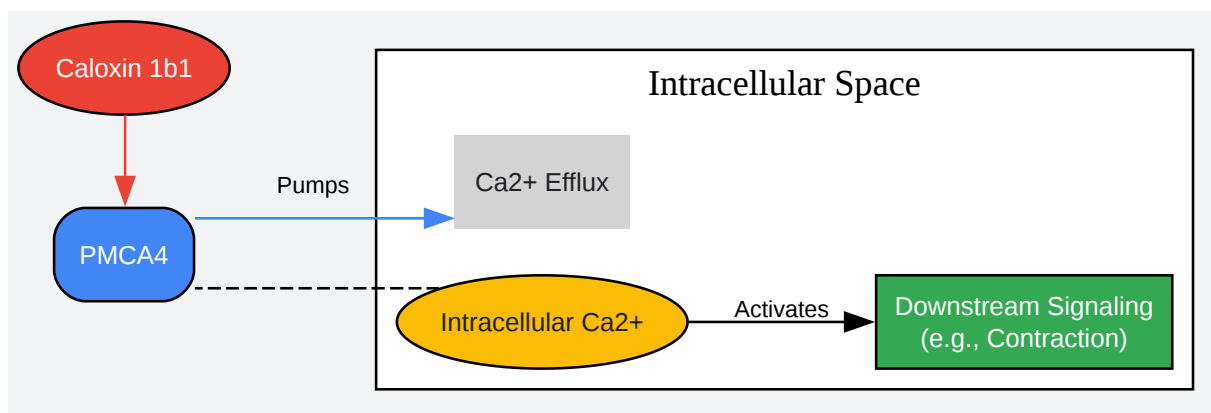 Caloxin 1b1
Intracellular Space
Pumps
Ca2+ Efflux
PMCA4
Intracellular Ca2+
Activates
Downstream Signaling
(e.g., Contraction)